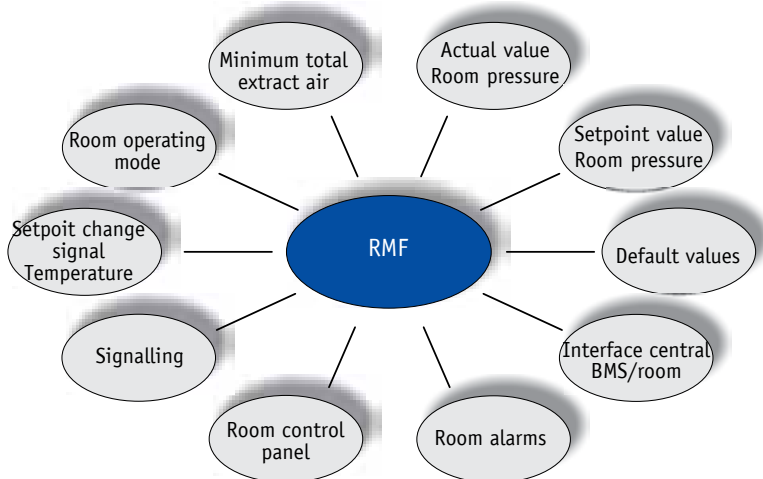 Minimum total
extract air
Actual value
Room pressure
Room operating
mode
Setpoint value
Room pressure
Setpoit change
signal
Temperature
RMF
Default values
Signalling
Interface central
BMS/room
Room control
panel
Room alarms